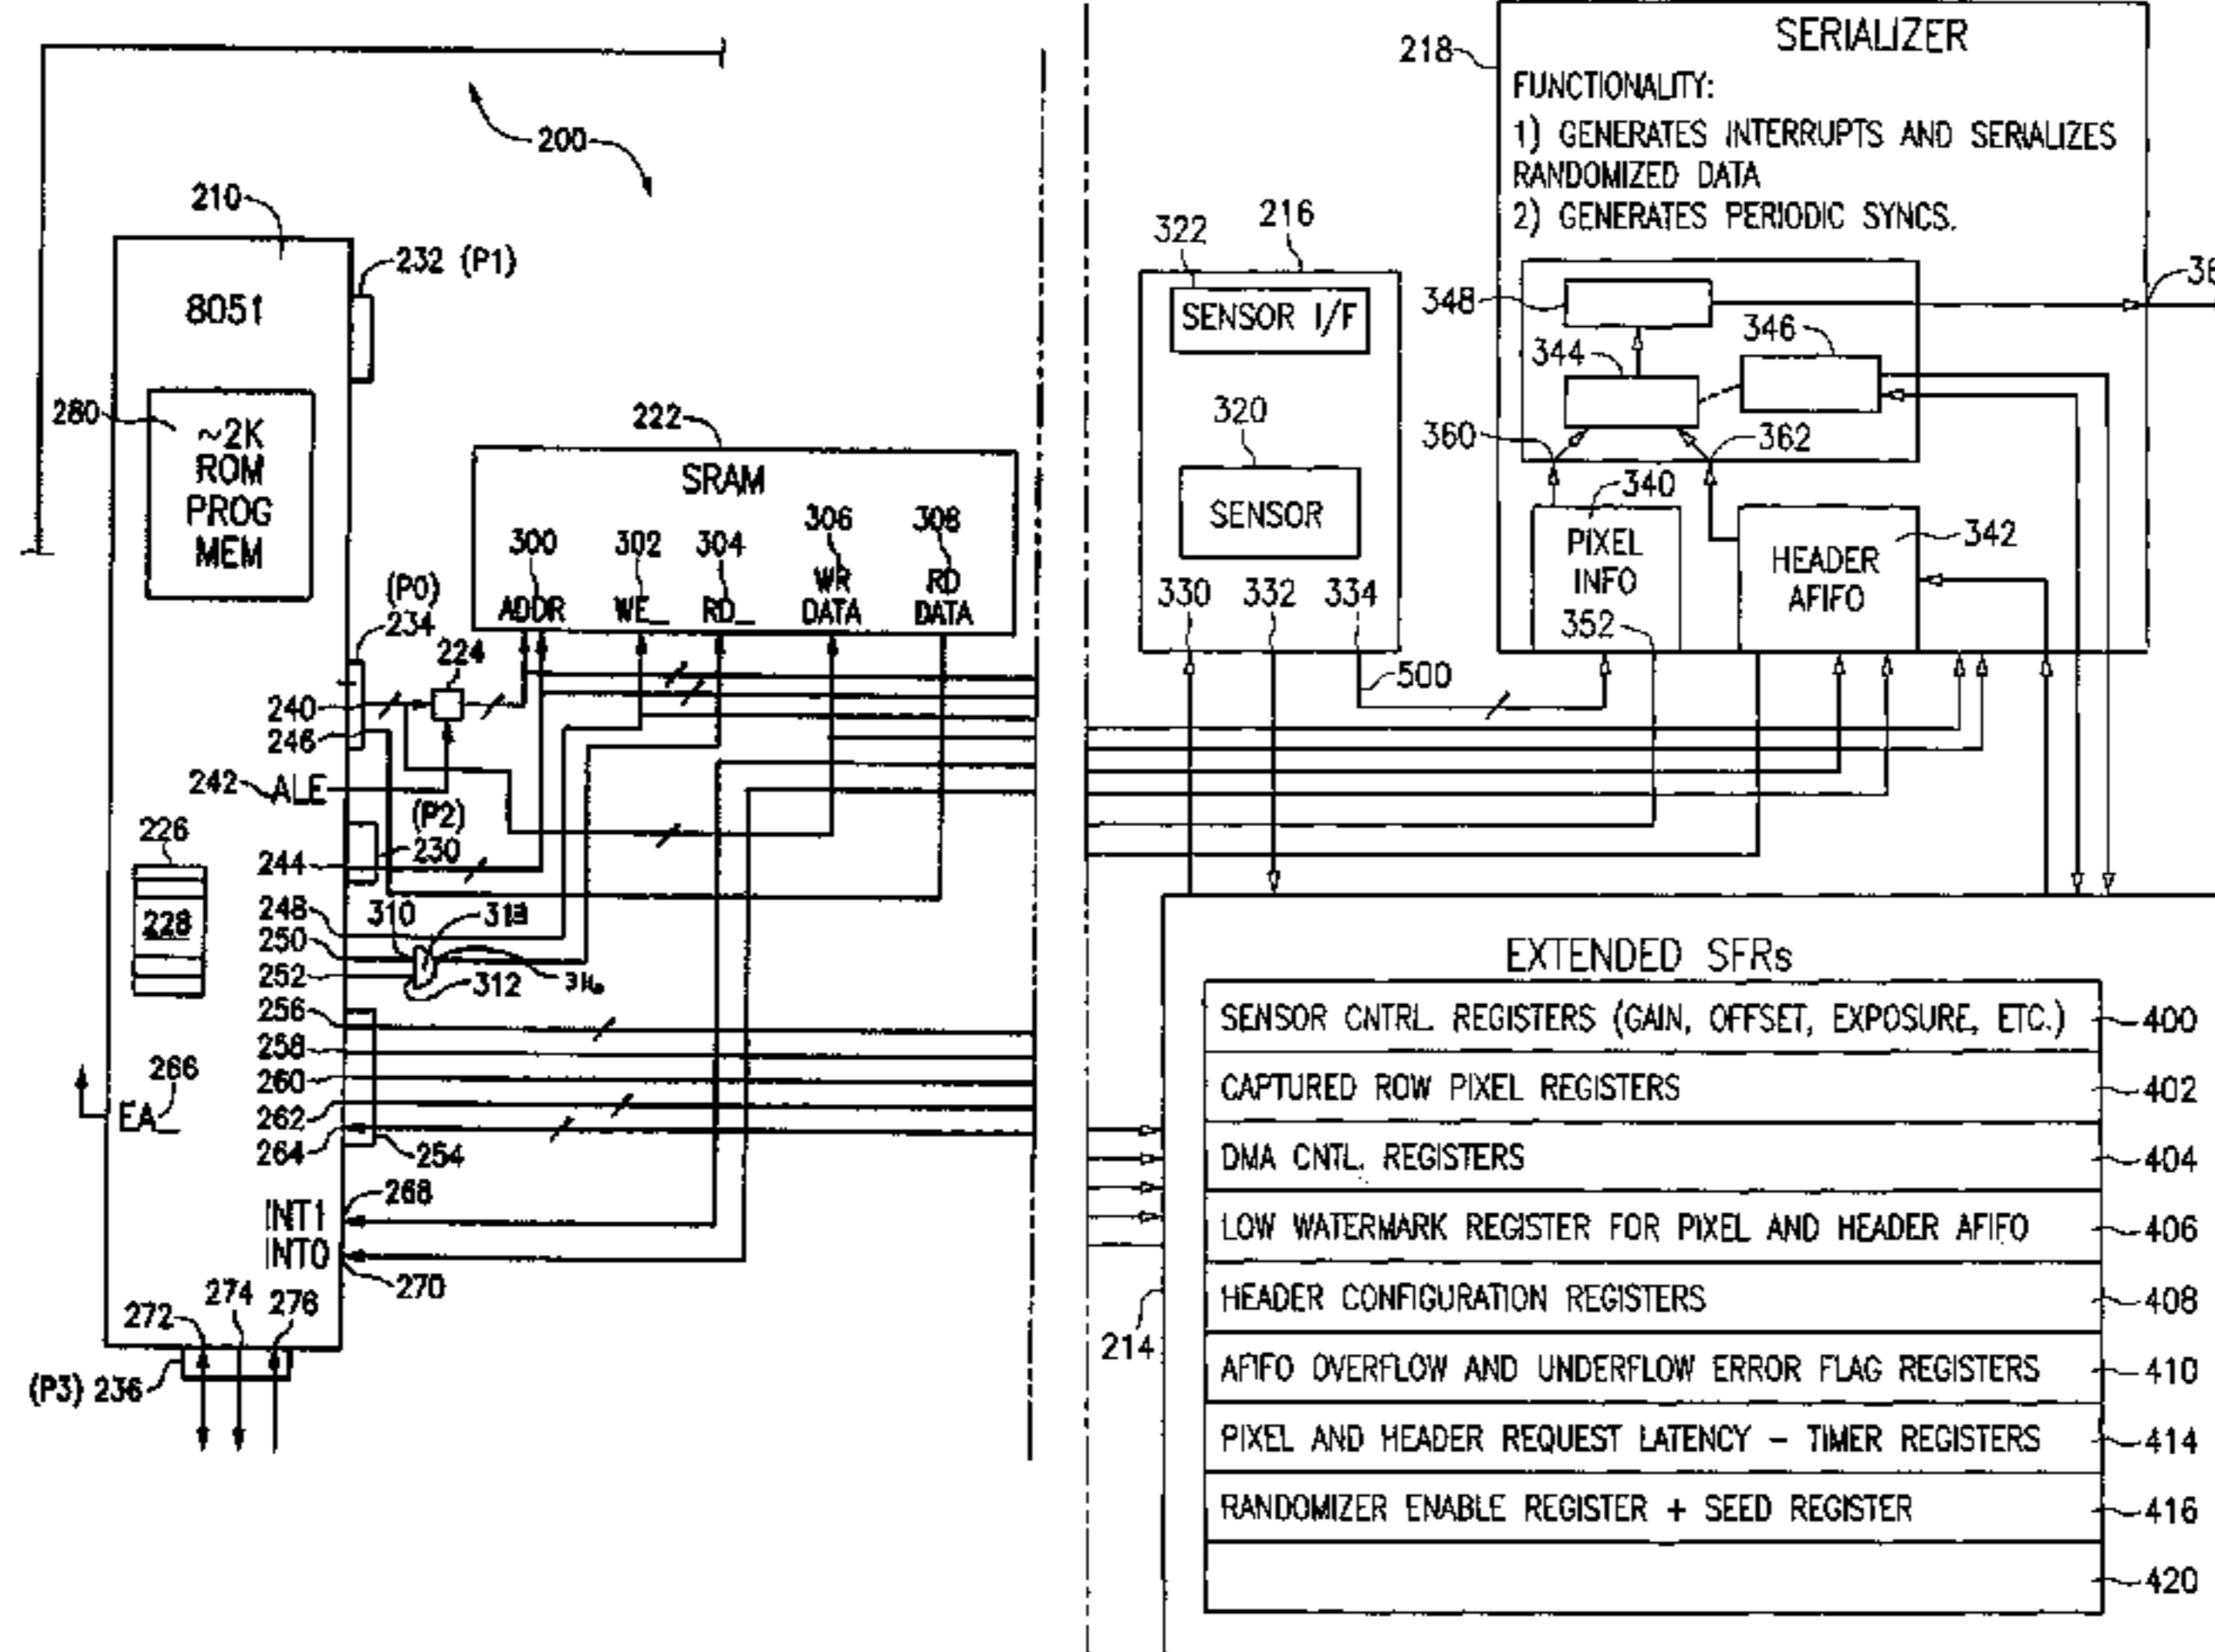 200
210
232 (P1)
8051
280
~2K
ROM
PROG
MEM
222
SRAM
300
302
304
306
308
ADDR
WE_
RD_
WR
DATA
RD
DATA
(P0)
234
224
240
246
242
ALE
(P2)
230
226
244
228
248
310
250
252
312
256
258
260
262
264
254
266
EA_
INT1
268
INT0
270
272
274
276
(P3) 236
218
SERIALIZER
FUNCTIONALITY:
1) GENERATES INTERRUPTS AND SERIALIZES
RANDOMIZED DATA
2) GENERATES PERIODIC SYNCS.
322
216
SENSOR I/F
320
SENSOR
330
332
334
500
348
346
344
360
362
340
PIXEL
INFO
352
342
HEADER
AFIFO
214
EXTENDED SFRs
SENSOR CNTRL. REGISTERS (GAIN, OFFSET, EXPOSURE, ETC.) 400
CAPTURED ROW PIXEL REGISTERS 402
DMA CNTL. REGISTERS 404
LOW WATERMARK REGISTER FOR PIXEL AND HEADER AFIFO 406
HEADER CONFIGURATION REGISTERS 408
AFIFO OVERFLOW AND UNDERFLOW ERROR FLAG REGISTERS 410
PIXEL AND HEADER REQUEST LATENCY – TIMER REGISTERS 414
RANDOMIZER ENABLE REGISTER + SEED REGISTER 416
420